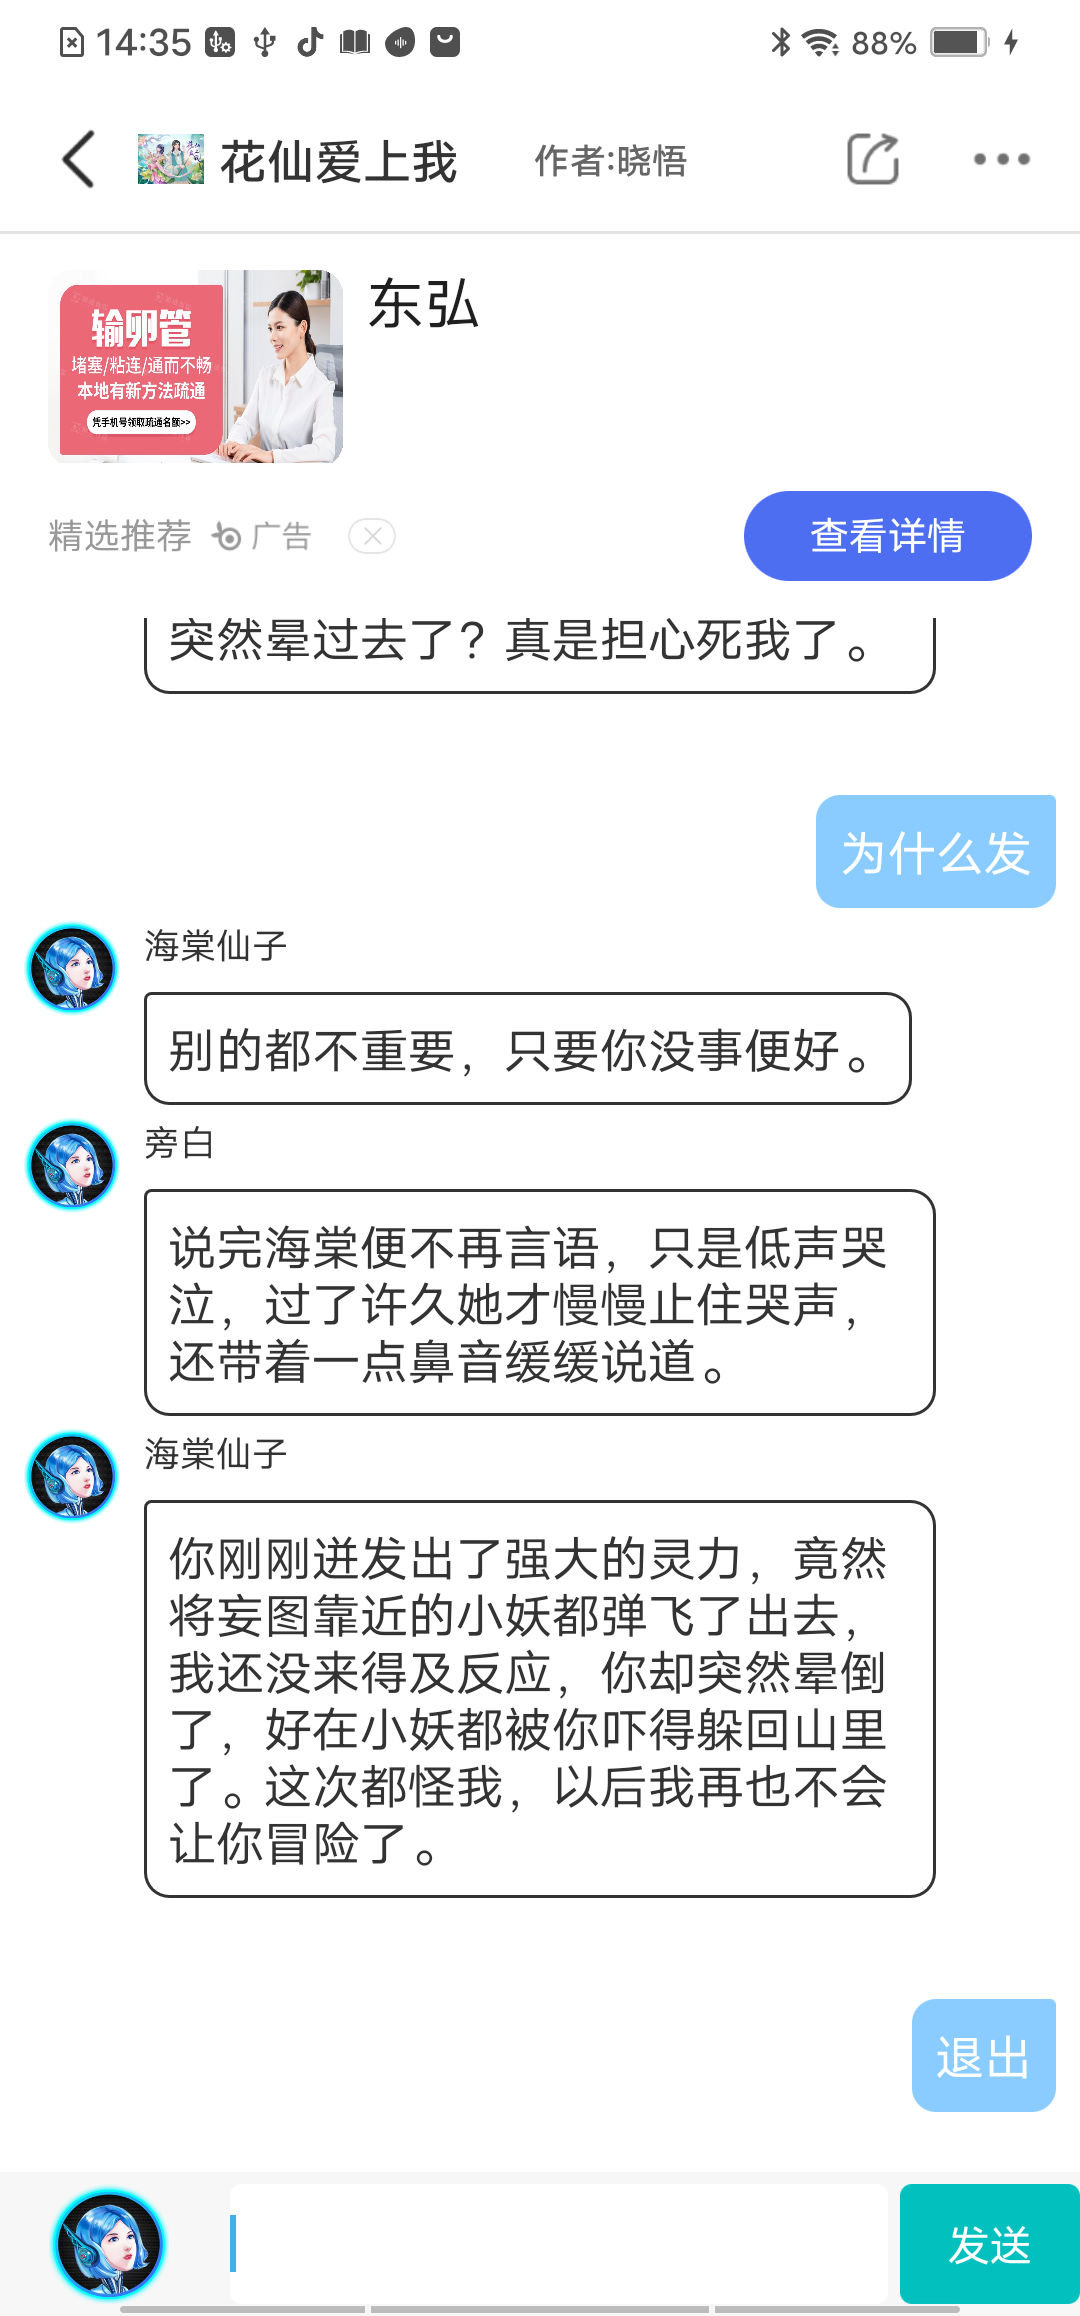 14:35
88%
花仙爱上我
作者:晓悟
输卵管
堵塞/粘连/通而不畅
本地有新方法疏通
凭手机号领取疏通名额>>
东弘
精选推荐
广告
查看详情
突然晕过去了？真是担心死我了。
为什么发
海棠仙子
别的都不重要，只要你没事便好。
旁白
说完海棠便不再言语，只是低声哭
泣，过了许久她才慢慢止住哭声，
还带着一点鼻音缓缓说道。
海棠仙子
你刚刚迸发出了强大的灵力，竟然
将妄图靠近的小妖都弹飞了出去，
我还没来得及反应，你却突然晕倒
了，好在小妖都被你吓得躲回山里
了。这次都怪我，以后我再也不会
让你冒险了。
退出
发送